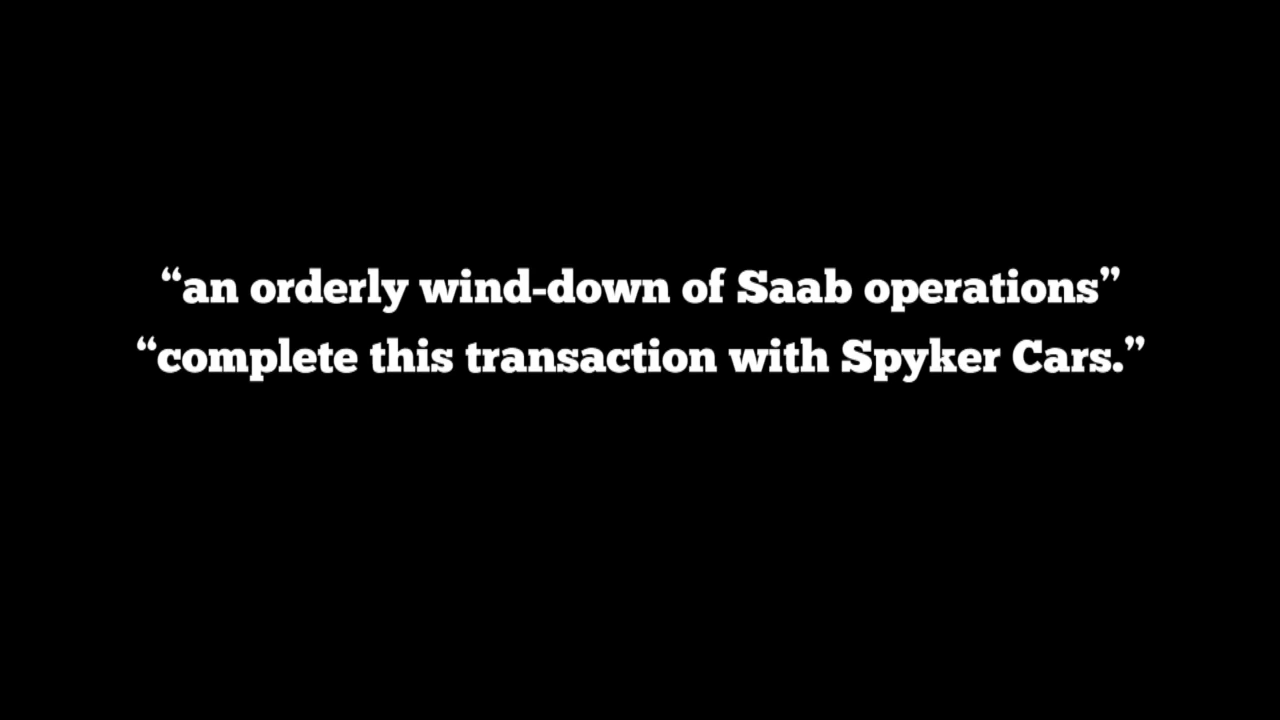 “an orderly wind-down of Saab operations”
“complete this transaction with Spyker Cars.”